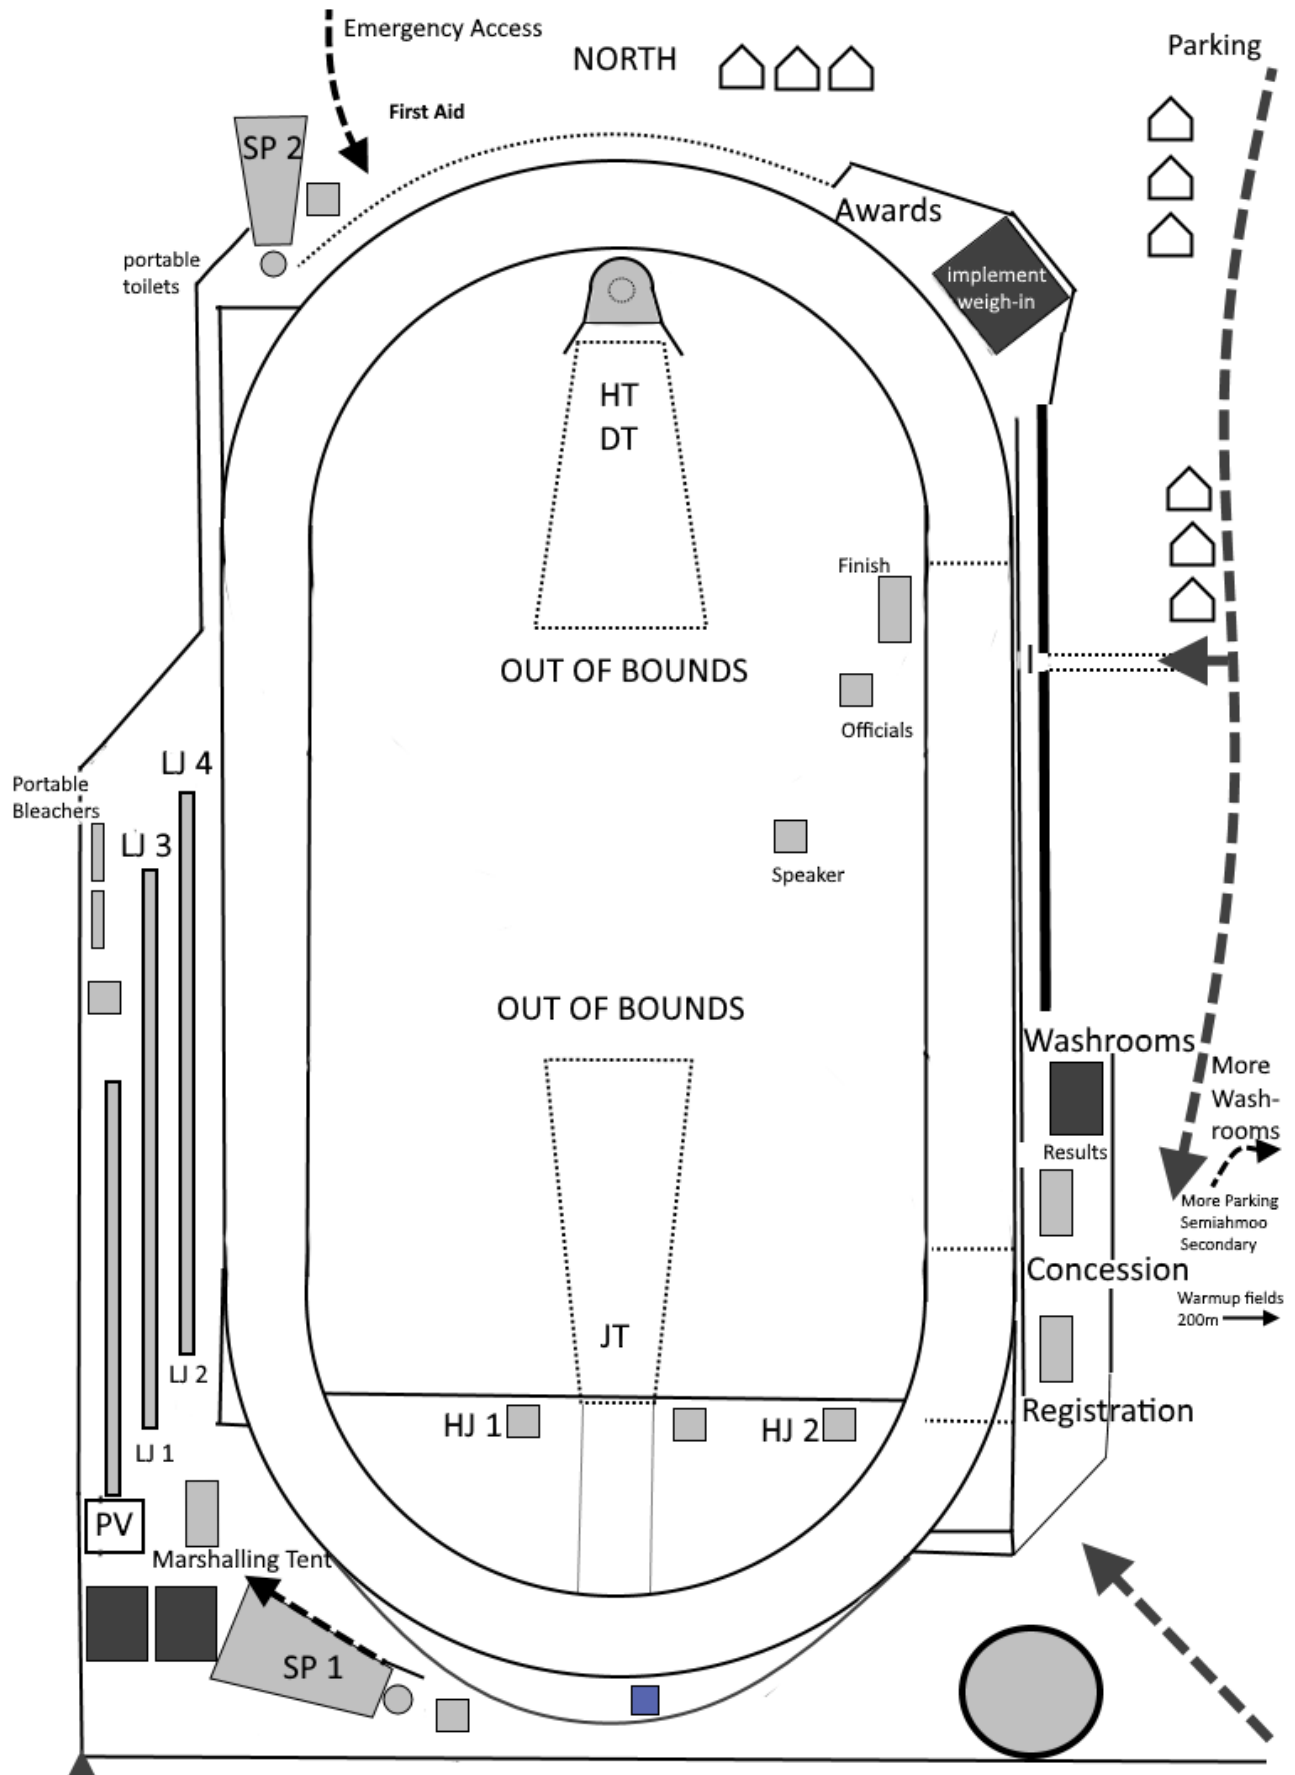 Emergency Access
NORTH
Parking
First Aid
SP 2
Awards
portable
toilets
implement
weigh-in
HT
DT
Finish
OUT OF BOUNDS
Officials
LJ 4
Portable
Bleachers
LJ 3
Speaker
OUT OF BOUNDS
Washrooms
More
Wash-
rooms
Results
More Parking
Semiahmoo
Secondary
Concession
Warmup fields
200m
JT
LJ 2
HJ 1
HJ 2
Registration
LJ 1
PV
Marshalling Tent
SP 1